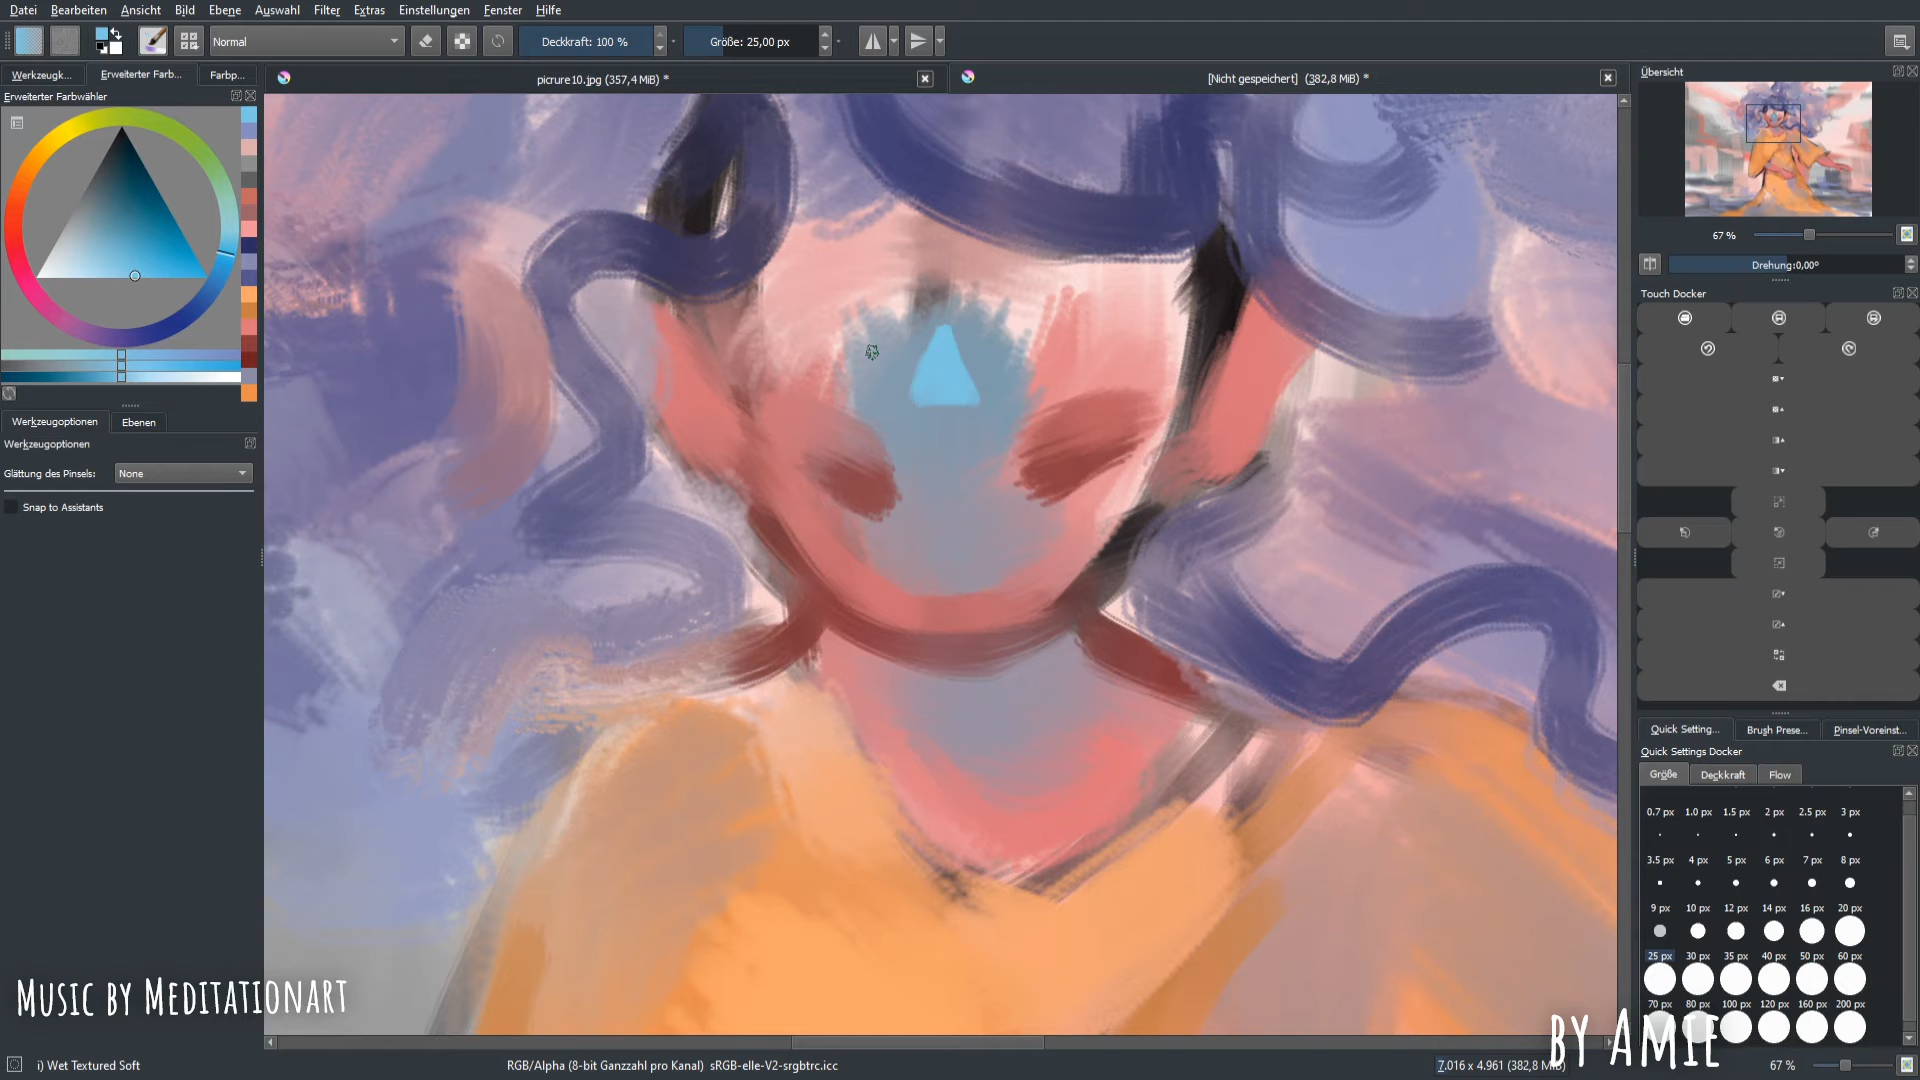 Datei Bearbeiten Ansicht Bild Ebene Auswahl Filter Extras Einstellungen Fenster Hilfe
Normal Deckkraft: 100 % Größe: 25,00 px
Werkzeugk... Erweiterter Farb... Farbp...
picrure10.jpg (357,4 MiB) * [Nicht gespeichert] (382,8 MiB) *
Erweiterter Farbwähler
Werkzeugoptionen Ebenen
Werkzeugoptionen
Glättung des Pinsels: None
Snap to Assistants
Übersicht
67 %
Drehung:0,00°
Touch Docker
Quick Setting... Brush Prese... Pinsel-Voreinst...
Quick Settings Docker
Größe Deckkraft Flow
0.7 px 1.0 px 1.5 px 2 px 2.5 px 3 px
3.5 px 4 px 5 px 6 px 7 px 8 px
9 px 10 px 12 px 14 px 16 px 20 px
25 px 30 px 35 px 40 px 50 px 60 px
70 px 80 px 100 px 120 px 160 px 200 px
Music by Meditationart
by Amie
i) Wet Textured Soft RGB/Alpha (8-bit Ganzzahl pro Kanal) sRGB-elle-V2-srgbtrc.icc 7.016 x 4.961 (382,8 MiB) 67 %